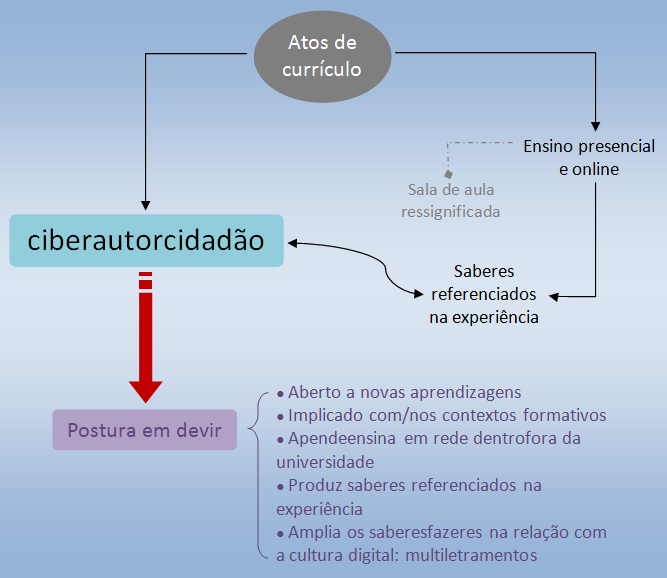 Atos de
currículo
Ensino presencial
e online
Sala de aula
ressignificada
ciberautorcidadão
Saberes
referenciados
na experiência
Postura em devir
● Aberto a novas aprendizagens
● Implicado com/nos contextos formativos
● Apendeensina em rede dentrofora da
universidade
● Produz saberes referenciados na
experiência
● Amplia os saberesfazeres na relação com
a cultura digital: multiletramentos